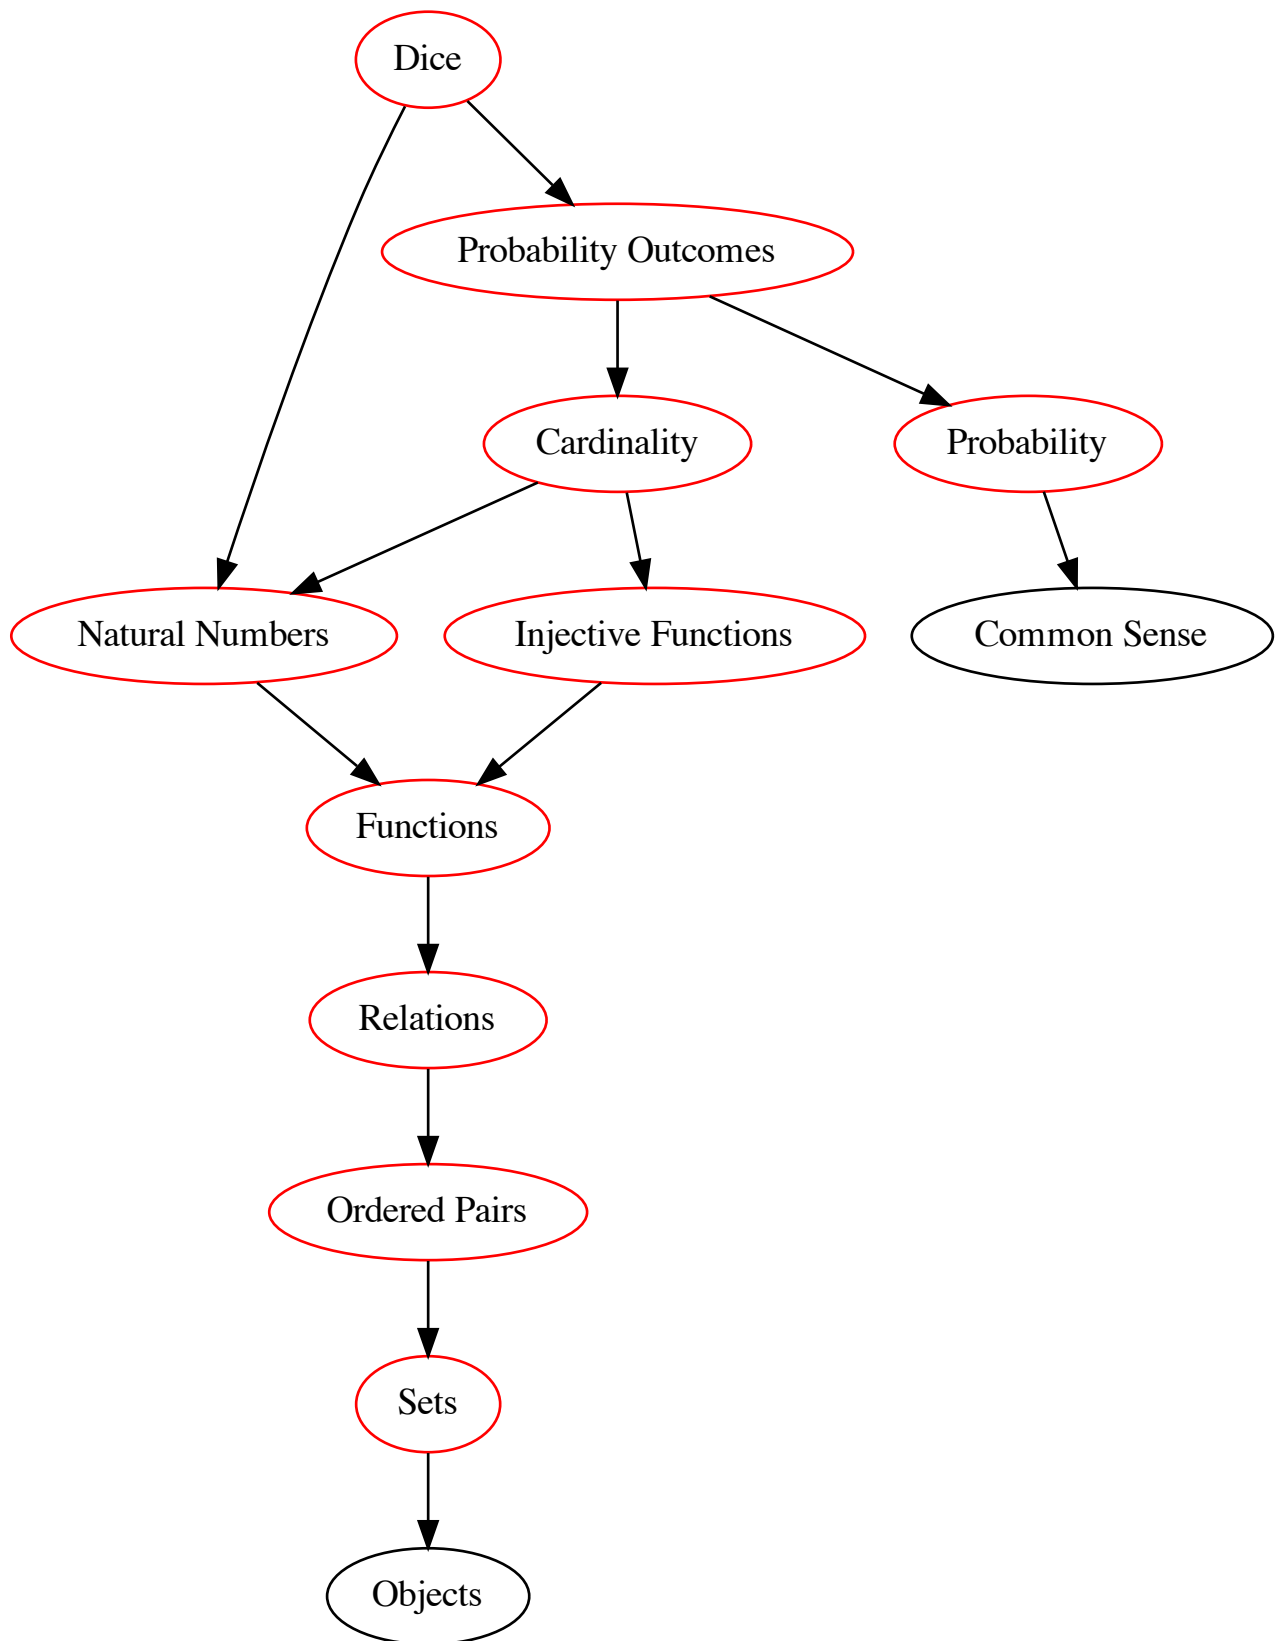 Dice
Probability Outcomes
Cardinality
Probability
Natural Numbers
Injective Functions
Common Sense
Functions
Relations
Ordered Pairs
Sets
Objects